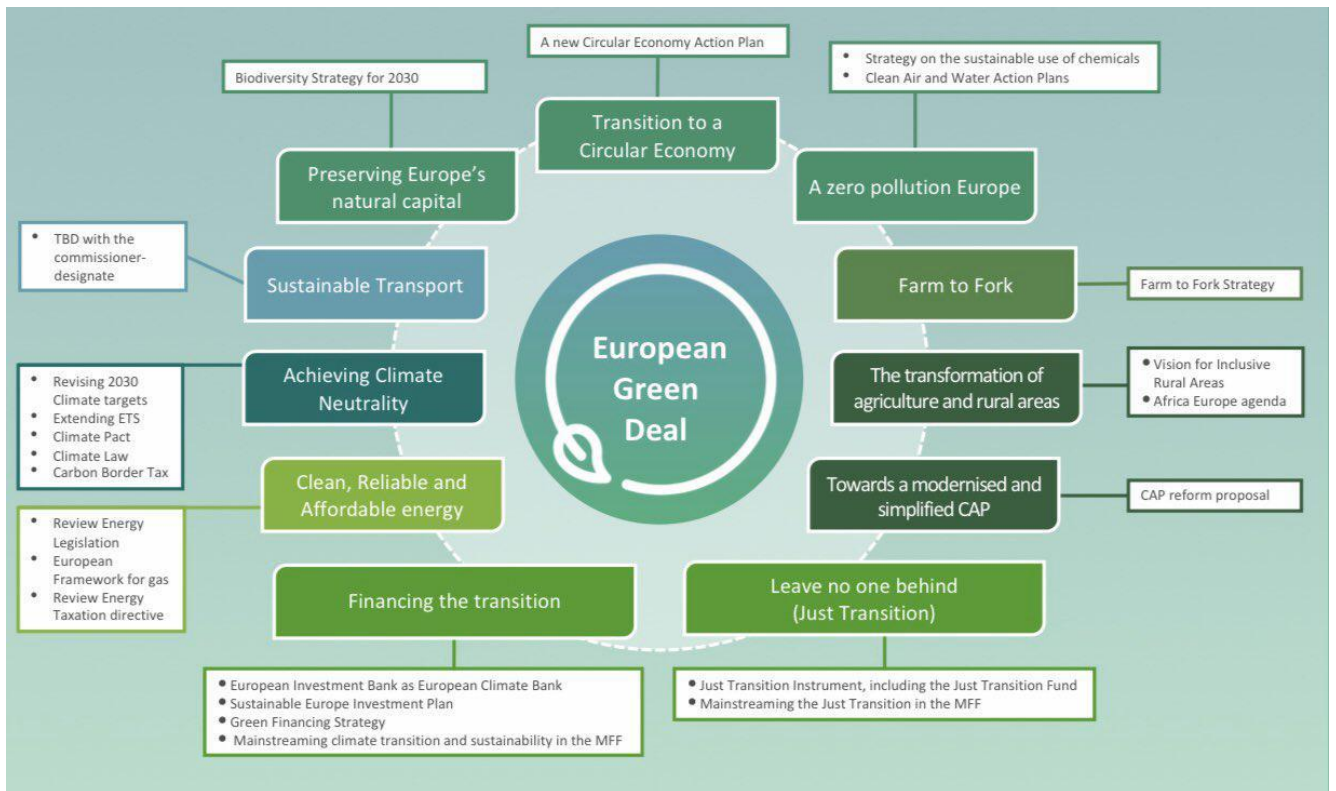 A new Circular Economy Action Plan
Transition to a
Circular Economy
Biodiversity Strategy for 2030
Preserving Europe's
natural capital
• Strategy on the sustainable use of chemicals
• Clean Air and Water Action Plans
A zero pollution Europe
• TBD with the
commissioner-
designate
Sustainable Transport
Farm to Fork
Farm to Fork Strategy
European
Green
Deal
• Revising 2030
Climate targets
• Extending ETS
• Climate Pact
• Climate Law
• Carbon Border Tax
Achieving Climate
Neutrality
The transformation of
agriculture and rural areas
• Vision for Inclusive
Rural Areas
• Africa Europe agenda
• Review Energy
Legislation
• European
Framework for gas
• Review Energy
Taxation directive
Clean, Reliable and
Affordable energy
Towards a modernised and
simplified CAP
CAP reform proposal
Financing the transition
• European Investment Bank as European Climate Bank
• Sustainable Europe Investment Plan
• Green Financing Strategy
• Mainstreaming climate transition and sustainability in the MFF
Leave no one behind
(Just Transition)
• Just Transition Instrument, including the Just Transition Fund
• Mainstreaming the Just Transition in the MFF